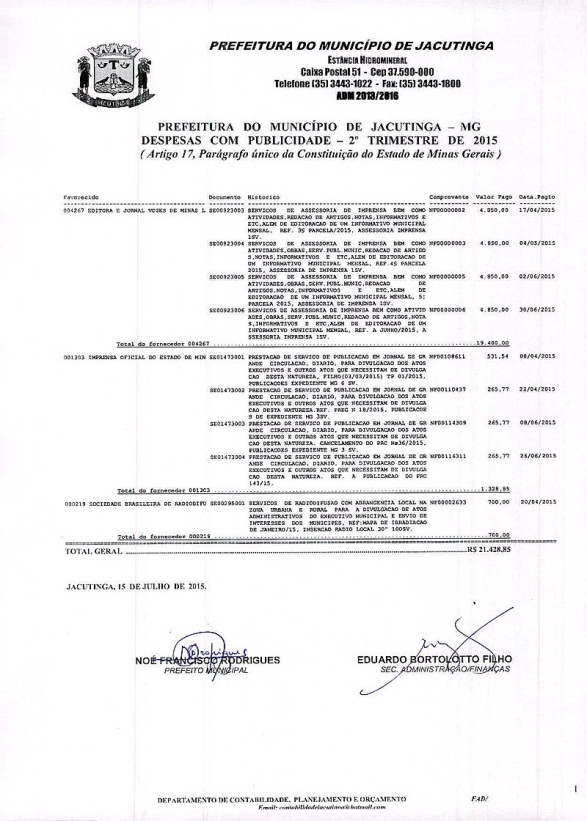 PREFEITURA DO MUNICÍPIO DE JACUTINGA
ESTÂNCIA HIDROMINERAL
Caixa Postal 51 - Cep 37.590-000
Telefone (35) 3443-1022 - Fax: (35) 3443-1800
ADM 2013/2016
JACUTINGA
PREFEITURA DO MUNICÍPIO DE JACUTINGA – MG
DESPESAS COM PUBLICIDADE – 2º TRIMESTRE DE 2015
( Artigo 17, Parágrafo único da Constituição do Estado de Minas Gerais )
Favorecido Documento Historico Comprovante Valor Pago Data.Pagto
004267 EDITORA E JORNAL VOZES DE MINAS L SE00923003 SERVICOS DE ASSESSORIA DE IMPRENSA BEM COMO NF00000002 4.850,00 17/04/2015
ATIVIDADES,REDACAO DE ARTIGOS,NOTAS,INFORMATIVOS E
ETC,ALEM DE EDITORACAO DE UM INFORMATIVO MUNICIPAL
MENSAL. REF. 3ª PARCELA/2015, ASSESSORIA IMPRENSA
1SV.
SE00923004 SERVICOS DE ASSESSORIA DE IMPRENSA BEM COMO NF00000003 4.850,00 04/05/2015
ATIVIDADES,OBRAS,SERV. PUBL.MUNIC,REDACAO DE ARTIGO
S,NOTAS,INFORMATIVOS E ETC,ALEM DE EDITORACAO DE
UM INFORMATIVO MUNICIPAL MENSAL, REF.4ª PARCELA
2015, ASSESSORIA DE IMPRENSA 1SV.
SE00923005 SERVICOS DE ASSESSORIA DE IMPRENSA BEM COMO NF00000005 4.850,00 02/06/2015
ATIVIDADES,OBRAS,SERV PUBL.MUNIC,REDACAO DE
ARTIGOS,NOTAS,INFORMATIVOS E ETC,ALEM DE
EDITORACAO DE UM INFORMATIVO MUNICIPAL MENSAL, 5ª
PARCELA 2015, ASSESSORIA DE IMPRENSA 1SV.
SE00923006 SERVICOS DE ASSESSORIA DE IMPRENSA BEM COMO ATIVID NF00000006 4.850,00 30/06/2015
ADES,OBRAS,SERV.PUBL.MUNIC,REDACAO DE ARTIGOS,NOTA
S,INFORMATIVOS E ETC,ALEM DE EDITORACAO DE UM
INFORMATIVO MUNICIPAL MENSAL, REF. A JUNHO/2015. A
SSESSORIA IMPRENSA 1SV.
Total do fornecedor 004267 19.400,00
001303 IMPRENSA OFICIAL DO ESTADO DE MIN SE01473001 PRESTACAO DE SERVICO DE PUBLICACAO EM JORNAL DE GR NF00108611 531,54 08/04/2015
ANDE CIRCULACAO, DIARIO, PARA DIVULGACAO DOS ATOS
EXECUTIVOS E OUTROS ATOS QUE NECESSITAM DE DIVULGA
CAO DESTA NATUREZA, FILHO(03/03/2015) TP 01/2015,
PUBLICACOES EXPEDIENTE MG 6 SV.
SE01473002 PRESTACAO DE SERVICO DE PUBLICACAO EM JORNAL DE GR NF00110437 265,77 22/04/2015
ANDE CIRCULACAO, DIARIO, PARA DIVULGACAO DOS ATOS
EXECUTIVOS E OUTROS ATOS QUE NECESSITAM DE DIVULGA
CAO DESTA NATUREZA.REF. PREG N 18/2015, PUBLICACOE
S DE EXPEDIENTE MG 3SV.
SE01473003 PRESTACAO DE SERVICO DE PUBLICACAO EM JORNAL DE GR NF00114309 265,77 08/06/2015
ANDE CIRCULACAO, DIARIO, PARA DIVULGACAO DOS ATOS
EXECUTIVOS E OUTROS ATOS QUE NECESSITAM DE DIVULGA
CAO DESTA NATUREZA. CANCELAMENTO DO PRC Nº36/2015,
PUBLICACOES EXPEDIENTE MG 3 SV.
SE01473004 PRESTACAO DE SERVICO DE PUBLICACAO EM JORNAL DE GR NF00116311 265,77 26/06/2015
ANDE CIRCULACAO, DIARIO, PARA DIVULGACAO DOS ATOS
EXECUTIVOS E OUTROS ATOS QUE NECESSITAM DE DIVULGA
CAO DESTA NATUREZA. REF. A PUBLICACAO DO PRC
143/15.
Total do fornecedor 001303 1.328,85
000219 SOCIEDADE BRASILEIRA DE RADIODIFU SE00296001 SERVICOS DE RADIODIFUSAO COM ABRANGENCIA LOCAL NA NF00002633 700,00 20/04/2015
ZONA URBANA E RURAL PARA A DIVULGACAO DE ATOS
ADMINISTRATIVOS DO EXECUTIVO MUNICIPAL E ENVIO DE
INTERESSES DOS MUNICIPES, REF:MAPA DE IRRADIACAO
DE JANEIRO/15, INSERCAO RADIO LOCAL 30" 100SV.
Total do fornecedor 000219 700,00
TOTAL GERAL R$ 21.428,85
JACUTINGA, 15 DE JULHO DE 2015.
NOÉ FRANCISCO RODRIGUES
PREFEITO MUNICIPAL
EDUARDO BORTOLOTTO FILHO
SEC. ADMINISTRAÇÃO/FINANÇAS
1
DEPARTAMENTO DE CONTABILIDADE, PLANEJAMENTO E ORÇAMENTO FAD/
Email: contabilidadejacutinga@hotmail.com